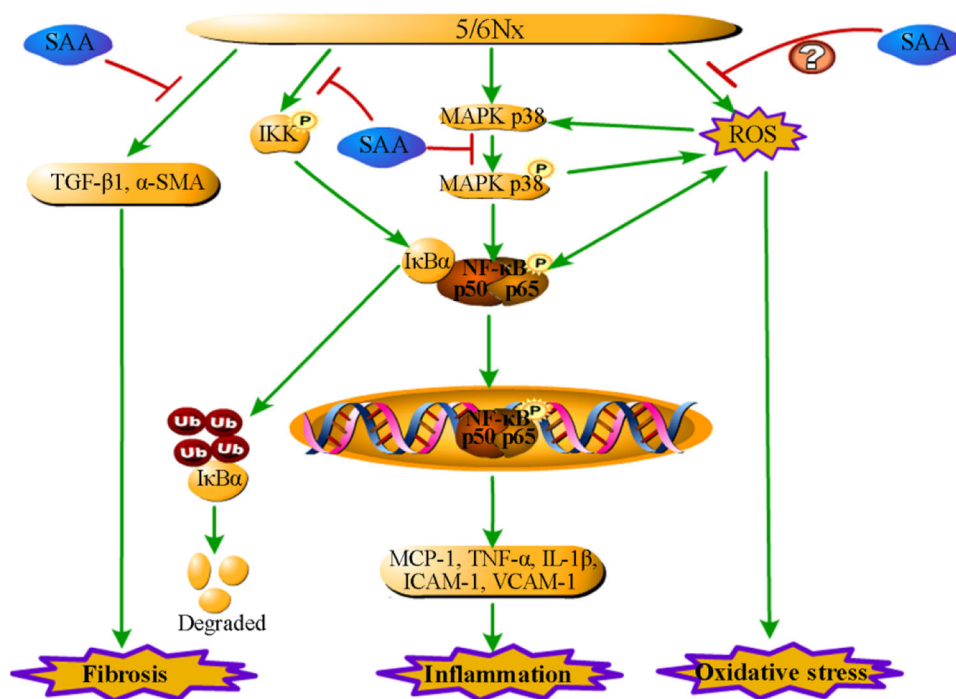 5/6Nx
SAA
SAA
?
P
IKK
SAA
MAPK p38
ROS
P
MAPK p38
TGF-β1, α-SMA
IκBα
NF-κB
P
p50
p65
Ub
Ub
Ub
Ub
IκBα
NF-κB
P
p50
p65
MCP-1, TNF-α, IL-1β,
ICAM-1, VCAM-1
Degraded
Fibrosis
Inflammation
Oxidative stress